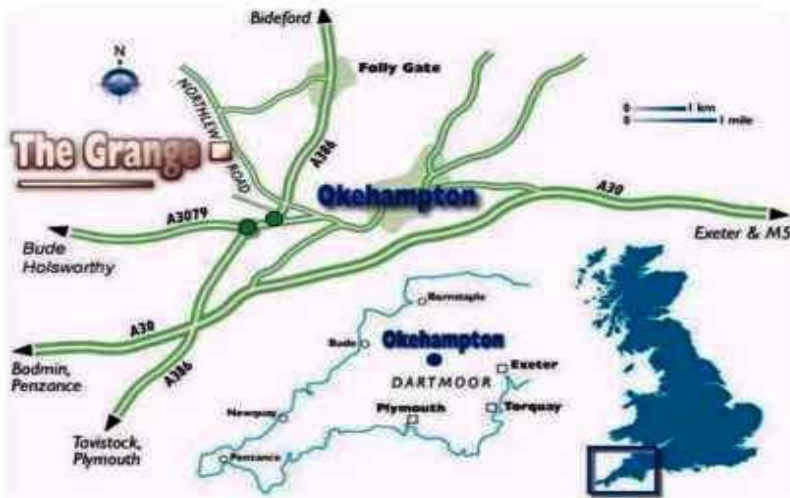 Bideford
N
Folly Gate
NORTHLEW
ROAD
The Grange
A386
0 1 km
0 1 mile
Okehampton
A30
A3079
Exeter & M5
Bude
Holsworthy
A30
Badmin,
Penzance
A386
Tavistock,
Plymouth
Barnstaple
Bude
Okehampton
Exeter
DARTMOOR
Newquay
Plymouth
Torquay
Penzance